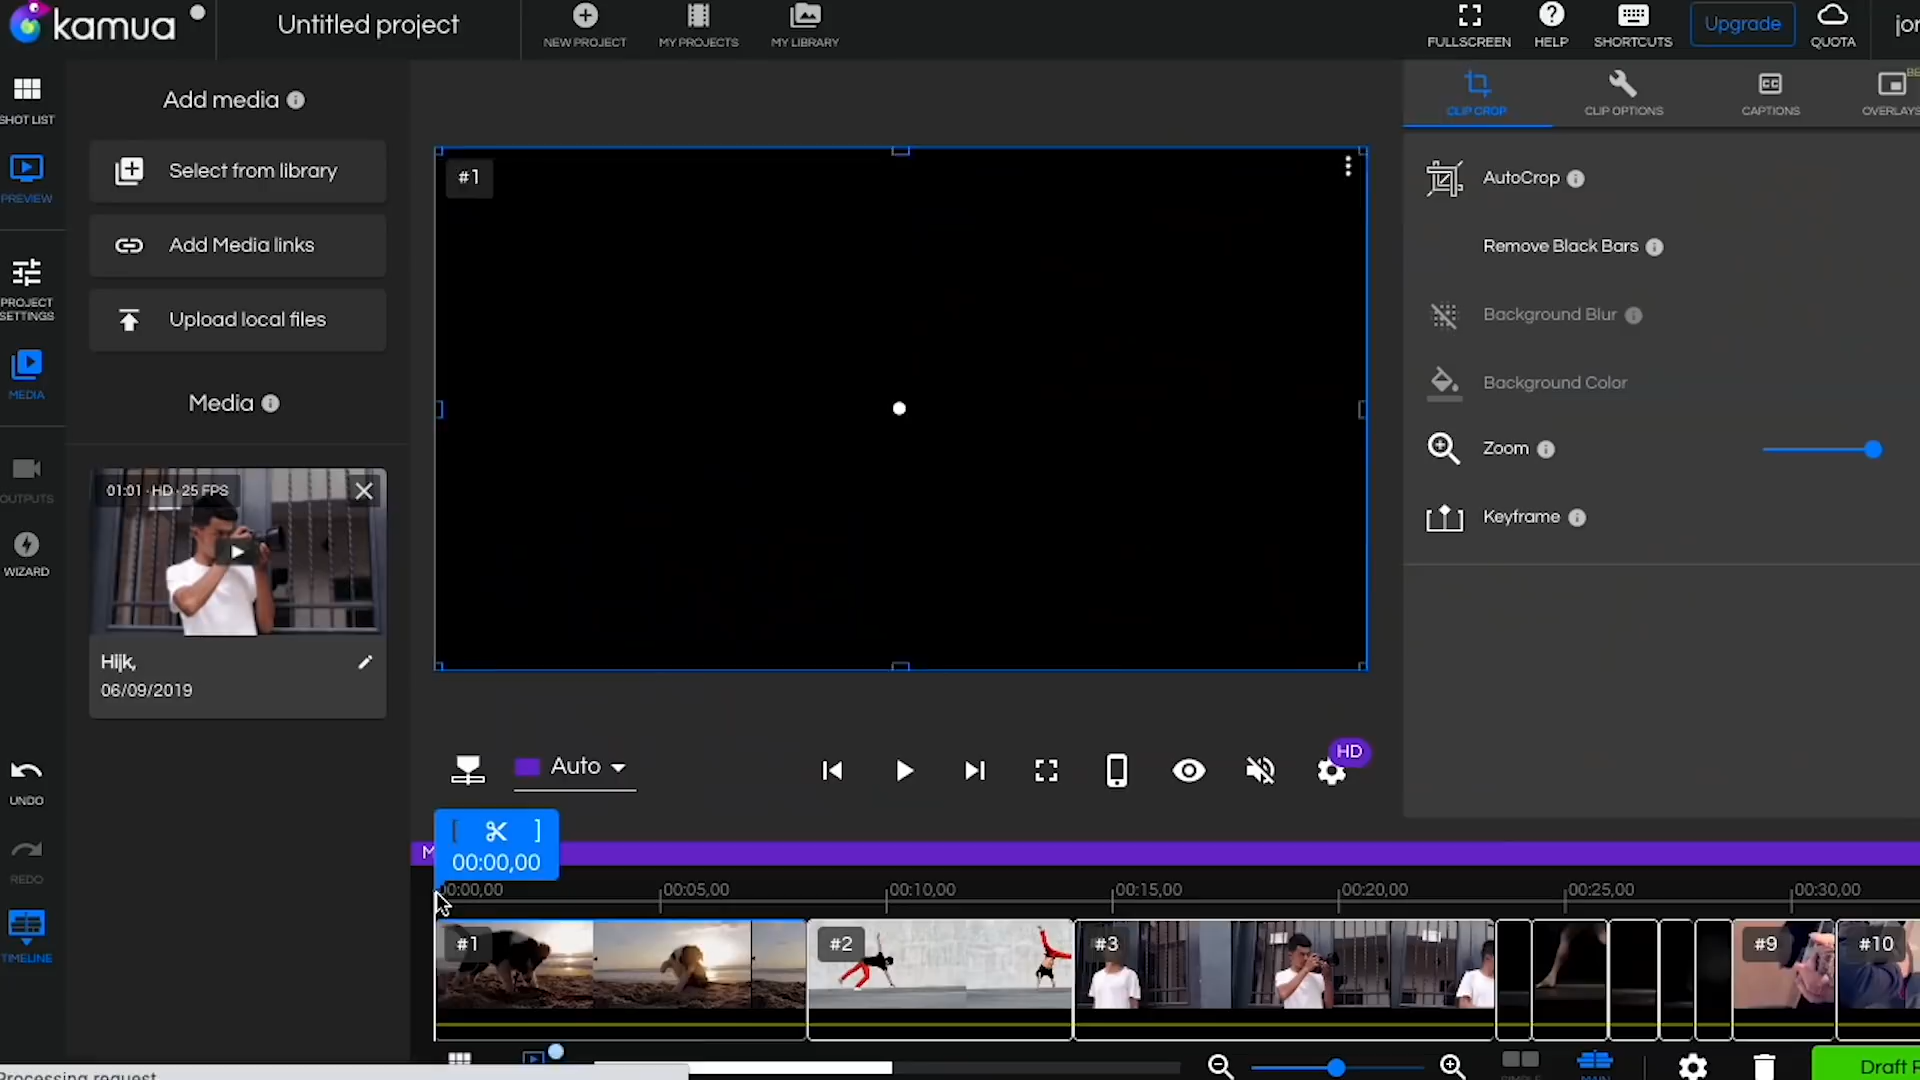 kamua
Untitled project
NEW PROJECT
MY PROJECTS
MY LIBRARY
FULLSCREEN
HELP
SHORTCUTS
Upgrade
QUOTA
SHOT LIST
PREVIEW
PROJECT
SETTINGS
MEDIA
OUTPUTS
WIZARD
UNDO
REDO
TIMELINE
Add media
Select from library
Add Media links
Upload local files
Media
01:01 · HD · 25 FPS
Hijk,
06/09/2019
#1
CLIP CROP
CLIP OPTIONS
CAPTIONS
OVERLAYS
AutoCrop
Remove Black Bars
Background Blur
Background Color
Zoom
Keyframe
Auto
HD
[ ]
00:00,00
00:00,00 00:05,00 00:10,00 00:15,00 00:20,00 00:25,00 00:30,00
#1 #2 #3 #9 #10
Processing request
Draft